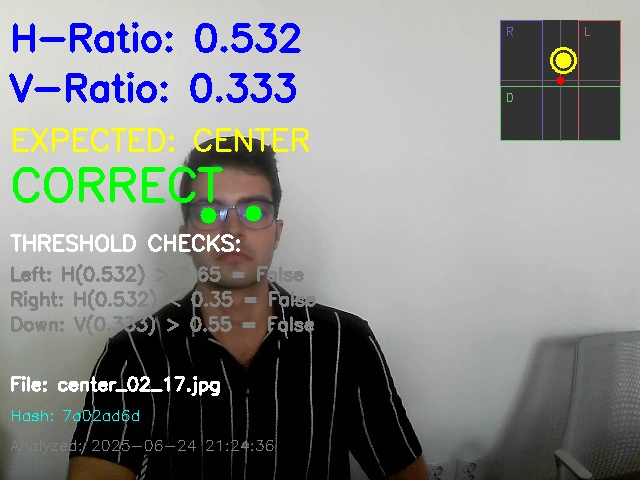 H-Ratio: 0.532
V-Ratio: 0.333
R
L
D
EXPECTED: CENTER
CORRECT
THRESHOLD CHECKS:
Left: H(0.532) > 0.65 = False
Right: H(0.532) < 0.35 = False
Down: V(0.333) > 0.55 = False
File: center_02_17.jpg
Hash: 7a02ad6d
Analyzed: 2025-06-24 21:24:36